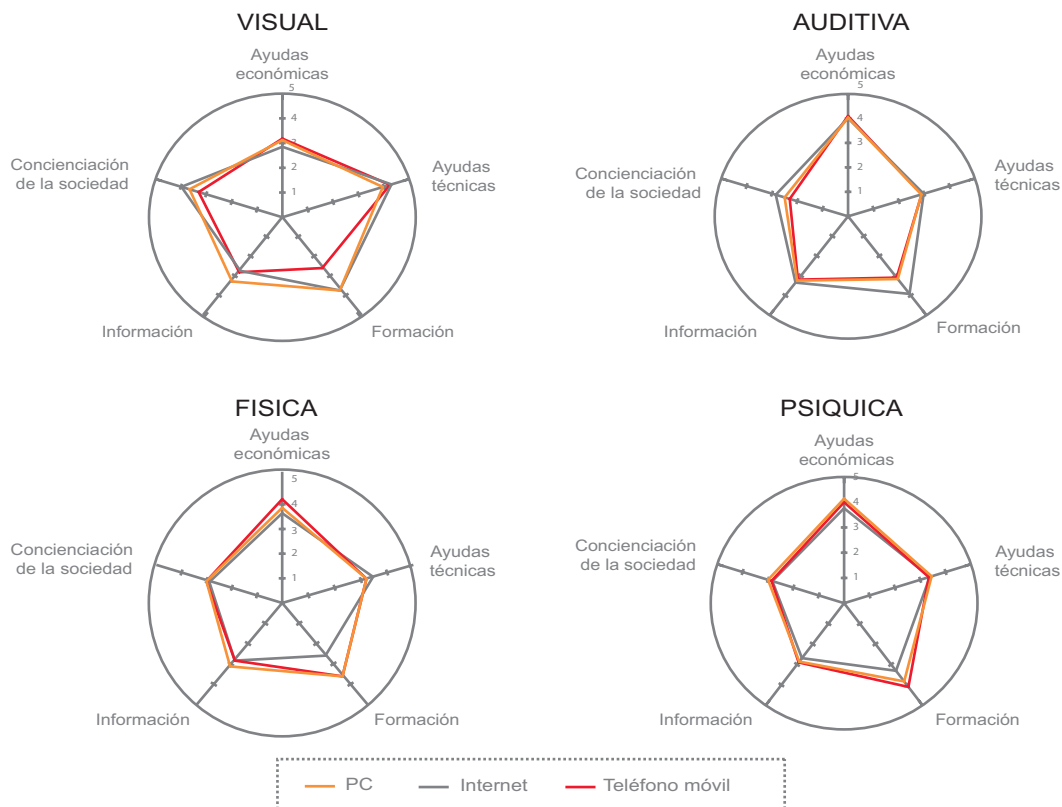 VISUAL
Ayudas
económicas
5
4
3
2
1
Concienciación
de la sociedad
Ayudas
técnicas
Información
Formación
AUDITIVA
Ayudas
económicas
5
4
3
2
1
Concienciación
de la sociedad
Ayudas
técnicas
Información
Formación
FISICA
Ayudas
económicas
5
4
3
2
1
Concienciación
de la sociedad
Ayudas
técnicas
Información
Formación
PSIQUICA
Ayudas
económicas
5
4
3
2
1
Concienciación
de la sociedad
Ayudas
técnicas
Información
Formación
PC Internet Teléfono móvil